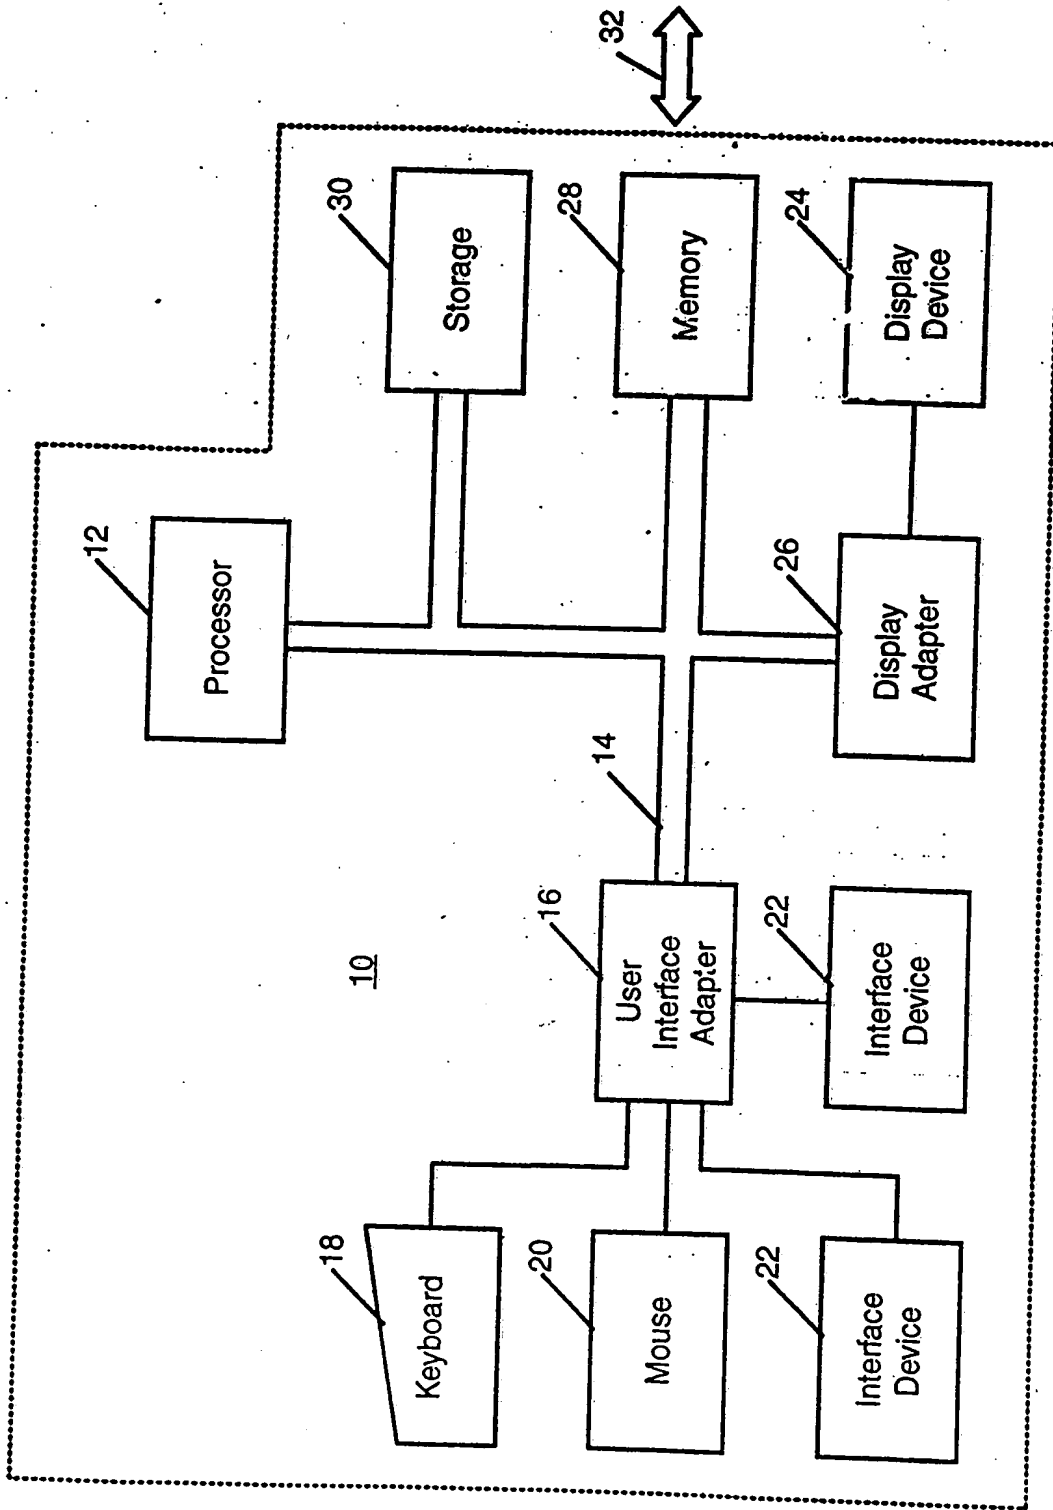 12
Processor
30
Storage
32
10
14
28
Memory
18
Keyboard
16
User
Interface
Adapter
20
Mouse
26
Display
Adapter
24
Display
Device
22
Interface
Device
22
Interface
Device